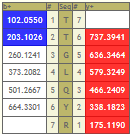 b+ # Seq # y+
102.0550 1 T 7
203.1026 2 T 6 737.3941
260.1241 3 G 5 636.3464
373.2082 4 L 4 579.3249
501.2667 5 Q 3 466.2409
664.3301 6 Y 2 338.1823
7 R 1 175.1190